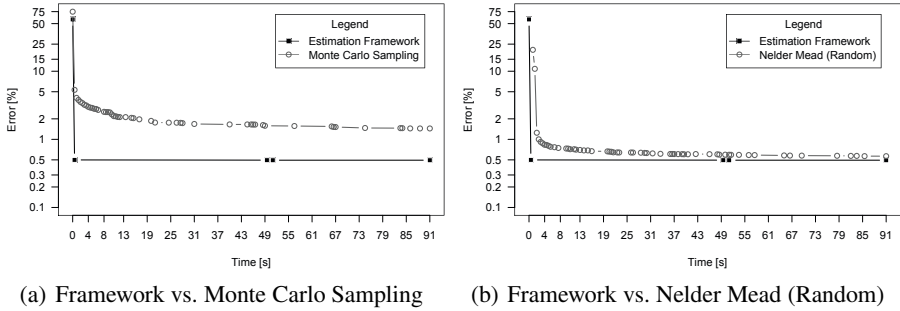 Error [%]
75
50
25
15
10
5
2
1
0.5
0.3
0.2
0.1
Legend
Estimation Framework
Monte Carlo Sampling
0 4 8 13 19 25 31 37 43 49 55 61 67 73 79 85 91
Time [s]
(a) Framework vs. Monte Carlo Sampling
Error [%]
75
50
25
15
10
5
2
1
0.5
0.3
0.2
0.1
Legend
Estimation Framework
Nelder Mead (Random)
0 4 8 13 19 25 31 37 43 49 55 61 67 73 79 85 91
Time [s]
(b) Framework vs. Nelder Mead (Random)